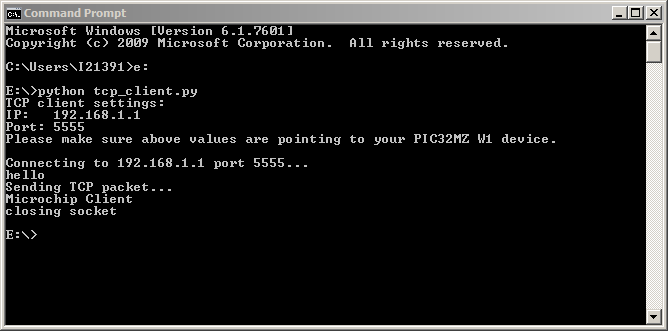 Command Prompt
Microsoft Windows [Version 6.1.7601]
Copyright (c) 2009 Microsoft Corporation.  All rights reserved.
C:\Users\I21391>e:
E:\>python tcp_client.py
TCP client settings:
IP:   192.168.1.1
Port: 5555
Please make sure above values are pointing to your PIC32MZ W1 device.
Connecting to 192.168.1.1 port 5555...
hello
Sending TCP packet...
Microchip Client
closing socket
E:\>